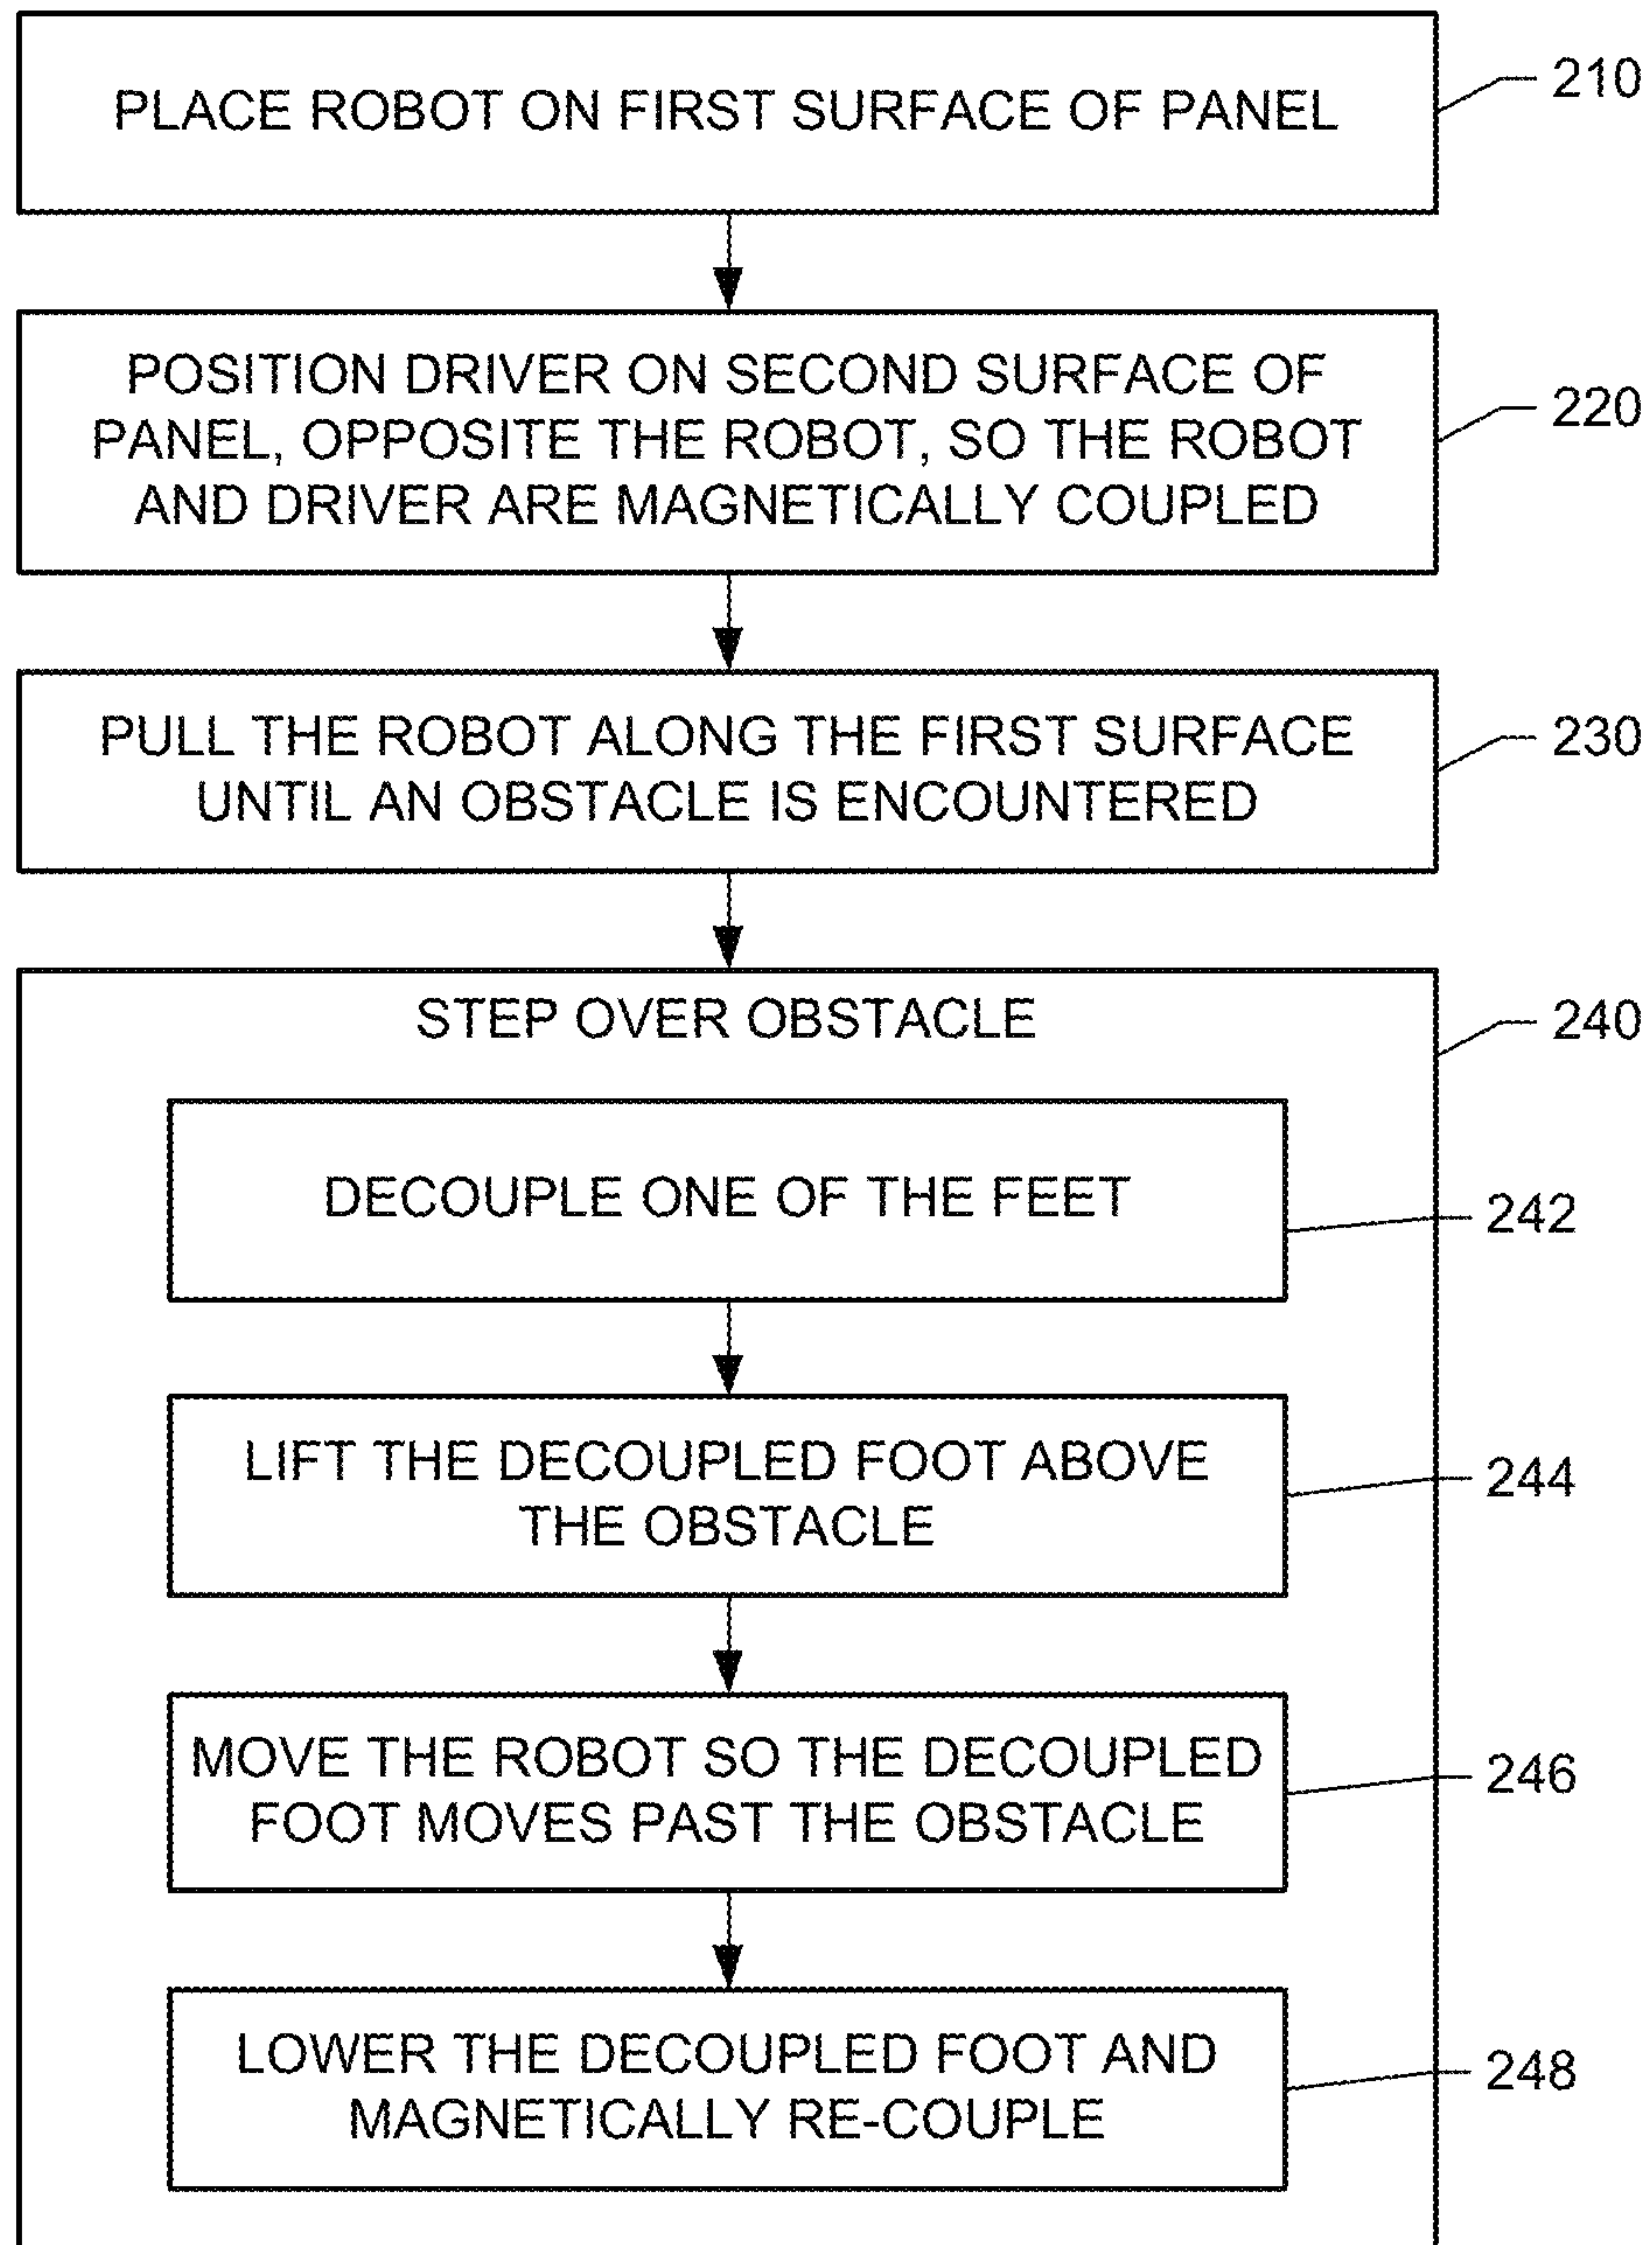 PLACE ROBOT ON FIRST SURFACE OF PANEL
210
POSITION DRIVER ON SECOND SURFACE OF
PANEL, OPPOSITE THE ROBOT, SO THE ROBOT
AND DRIVER ARE MAGNETICALLY COUPLED
220
PULL THE ROBOT ALONG THE FIRST SURFACE
UNTIL AN OBSTACLE IS ENCOUNTERED
230
STEP OVER OBSTACLE
240
DECOUPLE ONE OF THE FEET
242
LIFT THE DECOUPLED FOOT ABOVE
THE OBSTACLE
244
MOVE THE ROBOT SO THE DECOUPLED
FOOT MOVES PAST THE OBSTACLE
246
LOWER THE DECOUPLED FOOT AND
MAGNETICALLY RE-COUPLE
248